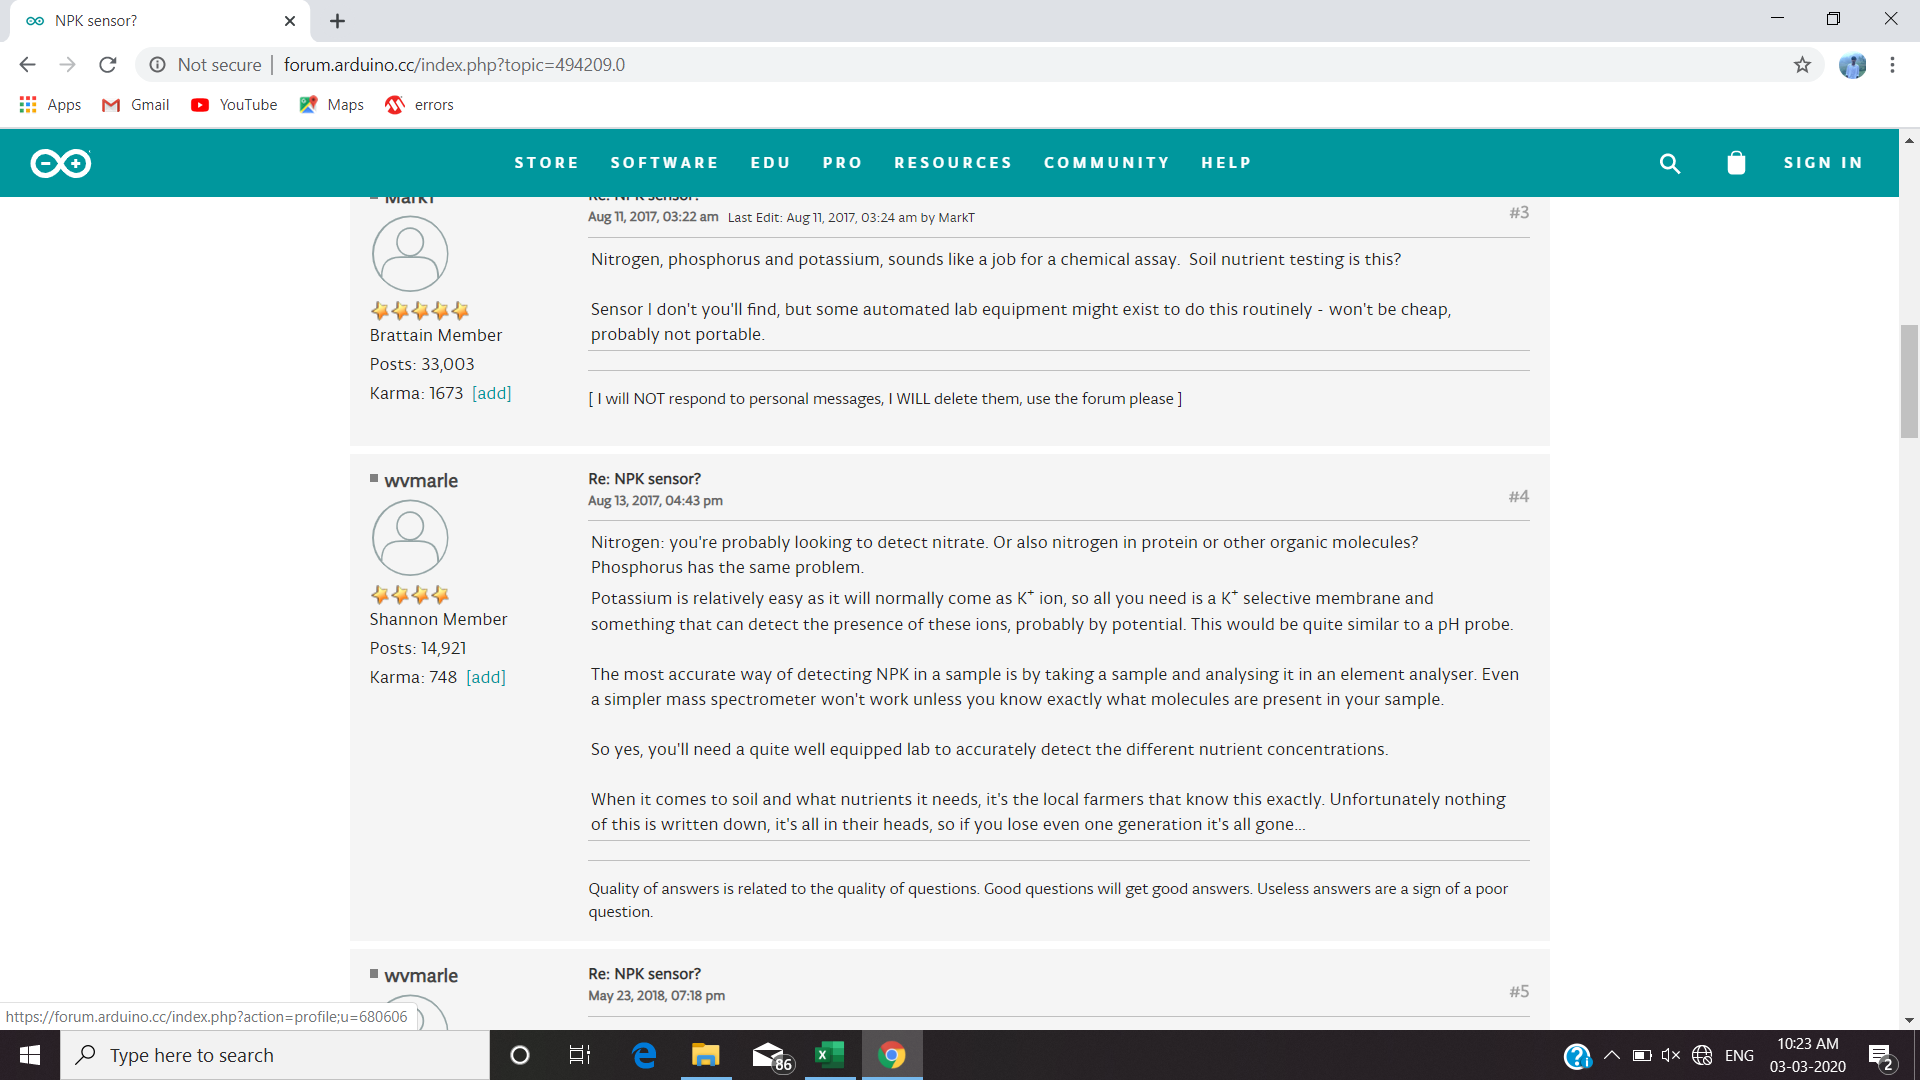 NPK sensor?
Not secure | forum.arduino.cc/index.php?topic=494209.0
Apps Gmail YouTube Maps errors
STORE SOFTWARE EDU PRO RESOURCES COMMUNITY HELP SIGN IN
MarkT
Re: NPK sensor?
Aug 11, 2017, 03:22 am Last Edit: Aug 11, 2017, 03:24 am by MarkT
#3
Nitrogen, phosphorus and potassium, sounds like a job for a chemical assay. Soil nutrient testing is this?
Sensor I don't you'll find, but some automated lab equipment might exist to do this routinely - won't be cheap,
probably not portable.
Brattain Member
Posts: 33,003
Karma: 1673 [add]
[ I will NOT respond to personal messages, I WILL delete them, use the forum please ]
wvmarle
Re: NPK sensor?
Aug 13, 2017, 04:43 pm
#4
Shannon Member
Posts: 14,921
Karma: 748 [add]
Nitrogen: you're probably looking to detect nitrate. Or also nitrogen in protein or other organic molecules?
Phosphorus has the same problem.
Potassium is relatively easy as it will normally come as K⁺ ion, so all you need is a K⁺ selective membrane and
something that can detect the presence of these ions, probably by potential. This would be quite similar to a pH probe.
The most accurate way of detecting NPK in a sample is by taking a sample and analysing it in an element analyser. Even
a simpler mass spectrometer won't work unless you know exactly what molecules are present in your sample.
So yes, you'll need a quite well equipped lab to accurately detect the different nutrient concentrations.
When it comes to soil and what nutrients it needs, it's the local farmers that know this exactly. Unfortunately nothing
of this is written down, it's all in their heads, so if you lose even one generation it's all gone...
Quality of answers is related to the quality of questions. Good questions will get good answers. Useless answers are a sign of a poor
question.
wvmarle
Re: NPK sensor?
May 23, 2018, 07:18 pm
#5
https://forum.arduino.cc/index.php?action=profile;u=680606
Type here to search
86
ENG
10:23 AM
03-03-2020
2